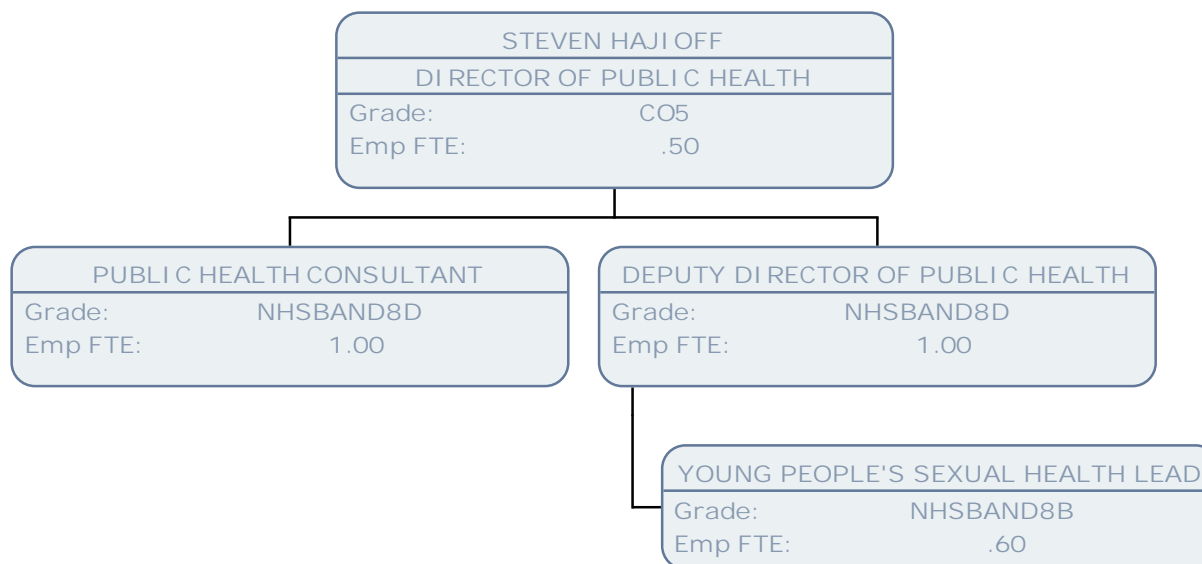 STEVEN HAJIOFF
DIRECTOR OF PUBLIC HEALTH
Grade: CO5
Emp FTE: .50
PUBLIC HEALTH CONSULTANT
Grade: NHSBAND8D
Emp FTE: 1.00
DEPUTY DIRECTOR OF PUBLIC HEALTH
Grade: NHSBAND8D
Emp FTE: 1.00
YOUNG PEOPLE'S SEXUAL HEALTH LEAD
Grade: NHSBAND8B
Emp FTE: .60